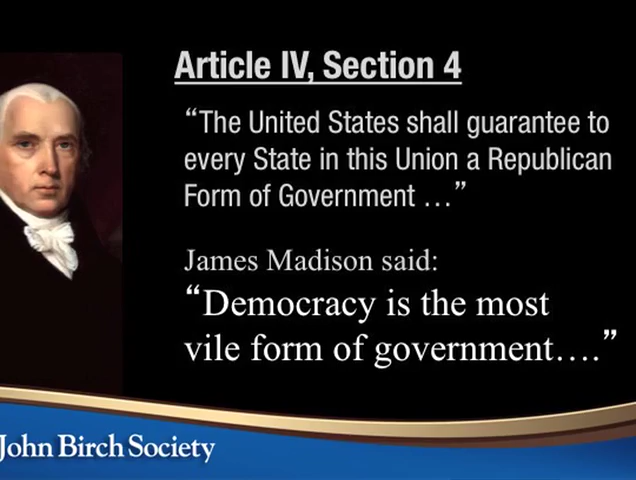 Article IV, Section 4
“The United States shall guarantee to
every State in this Union a Republican
Form of Government …”
James Madison said:
“Democracy is the most
vile form of government….”
John Birch Society